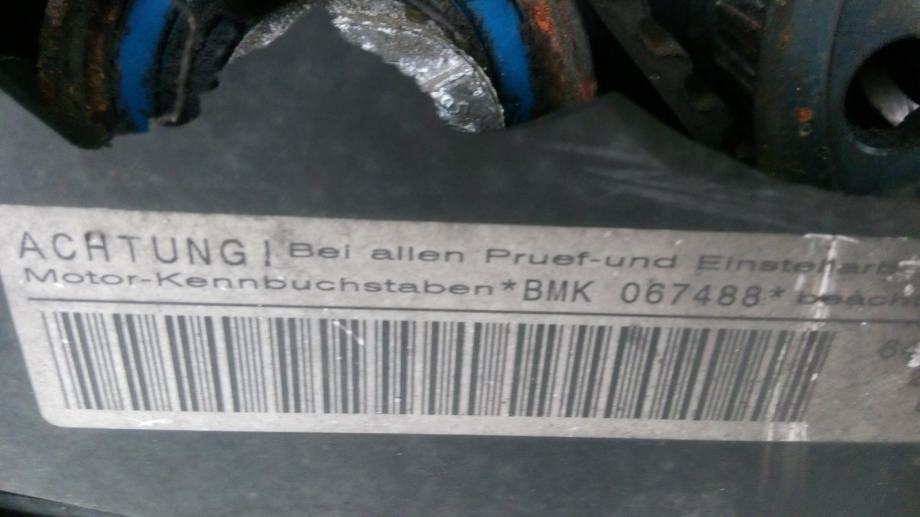 ACHTUNG! Bei allen Pruef-und
Motor-Kennbuchstaben*BMK 067488*